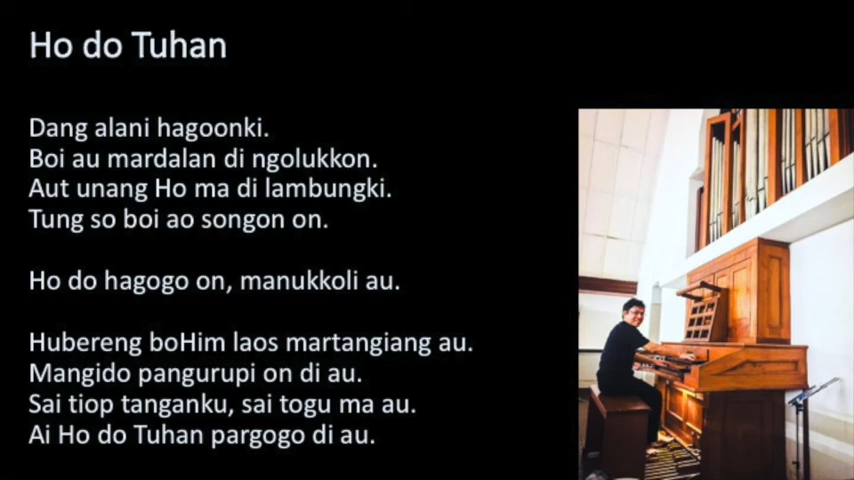 Ho do Tuhan
Dang alani hagoonki.
Boi au mardalan di ngolukkon.
Aut unang Ho ma di lambungki.
Tung so boi ao songon on.
Ho do hagogo on, manukkoli au.
Hubereng boHim laos martangiang au.
Mangido pangurupi on di au.
Sai tiop tanganku, sai togu ma au.
Ai Ho do Tuhan pargogo di au.